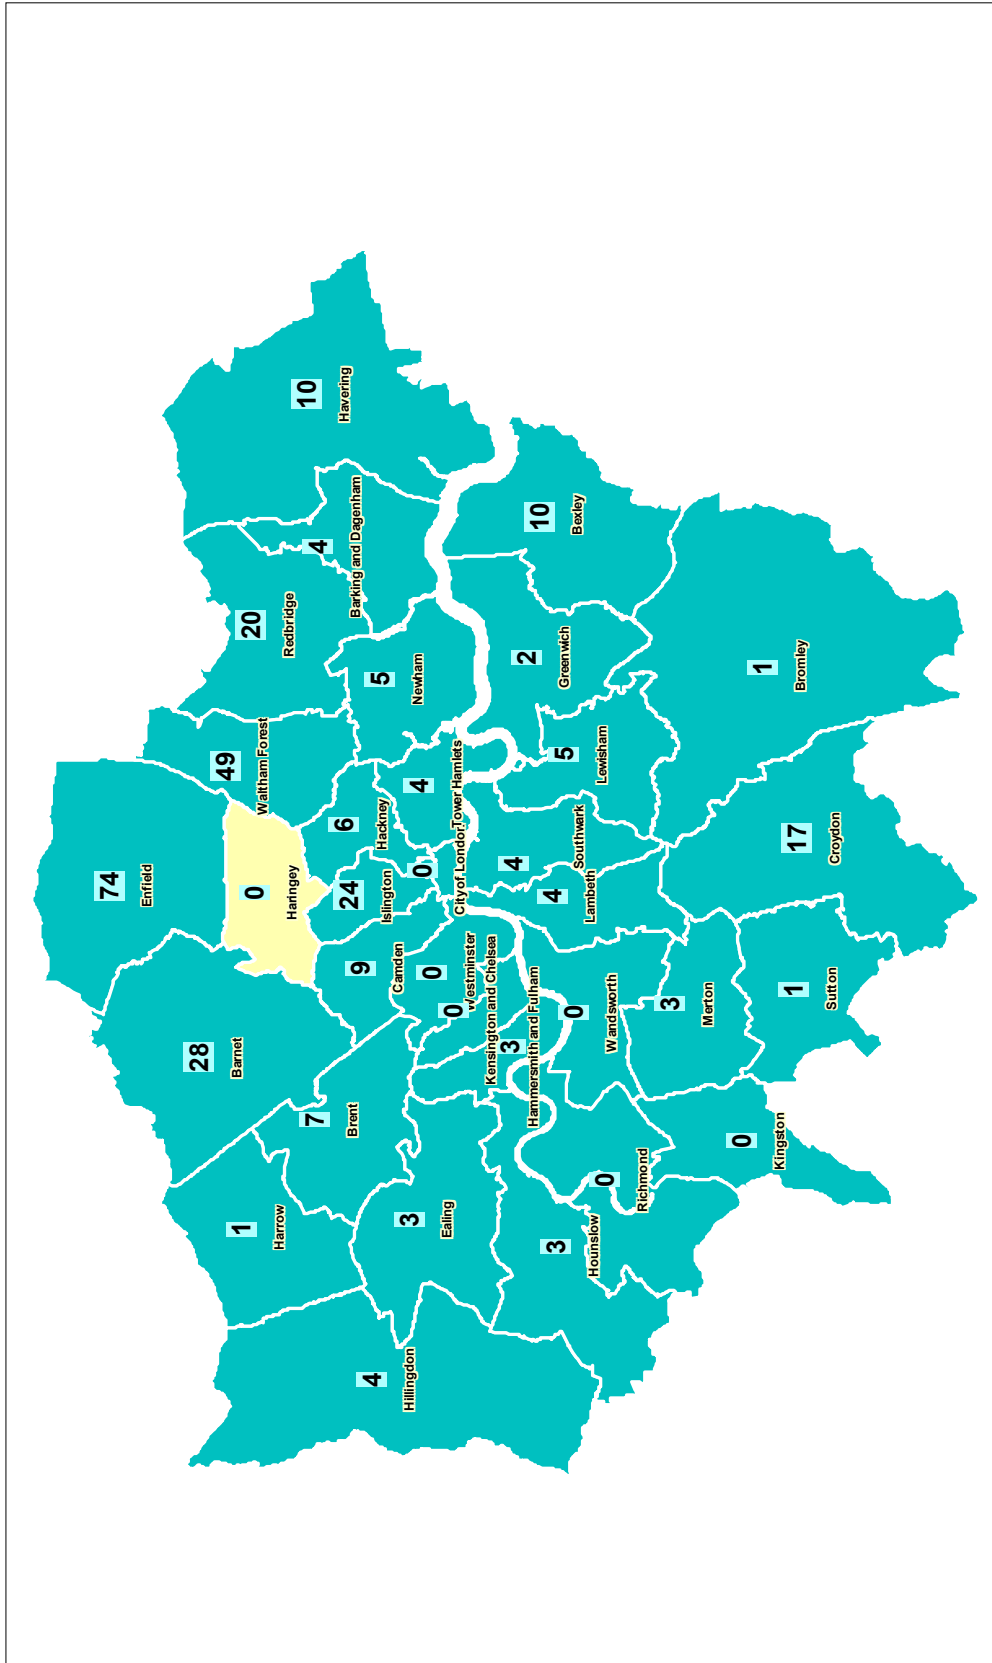 74
Enfield
0
Haringey
49
Waltham Forest
28
Barnet
20
Redbridge
10
Havering
1
Harrow
7
Brent
9
Camden
24
Islington
6
Hackney
5
Newham
4
Barking and Dagenham
4
Hillingdon
3
Ealing
0
Westminster
0
Kensington and Chelsea
3
Hammersmith and Fulham
0
City of London
4
Tower Hamlets
3
Hounslow
0
Richmond
0
Wandsworth
4
Lambeth
4
Southwark
5
Lewisham
2
Greenwich
10
Bexley
0
Kingston
3
Merton
1
Sutton
17
Croydon
1
Bromley